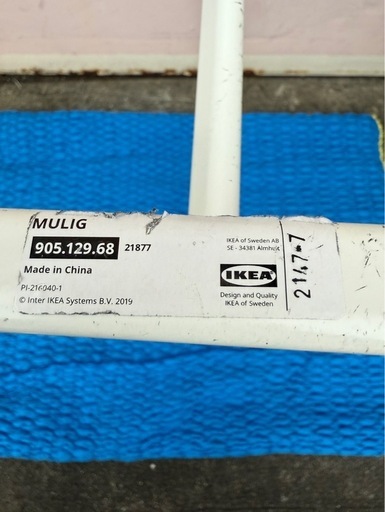 MULIG
905.129.68 21877
Made in China
PI-216040-1
© Inter IKEA Systems B.V. 2019
IKEA of Sweden AB
SE - 34381 Älmhult
IKEA
Design and Quality
IKEA of Sweden
2147-7